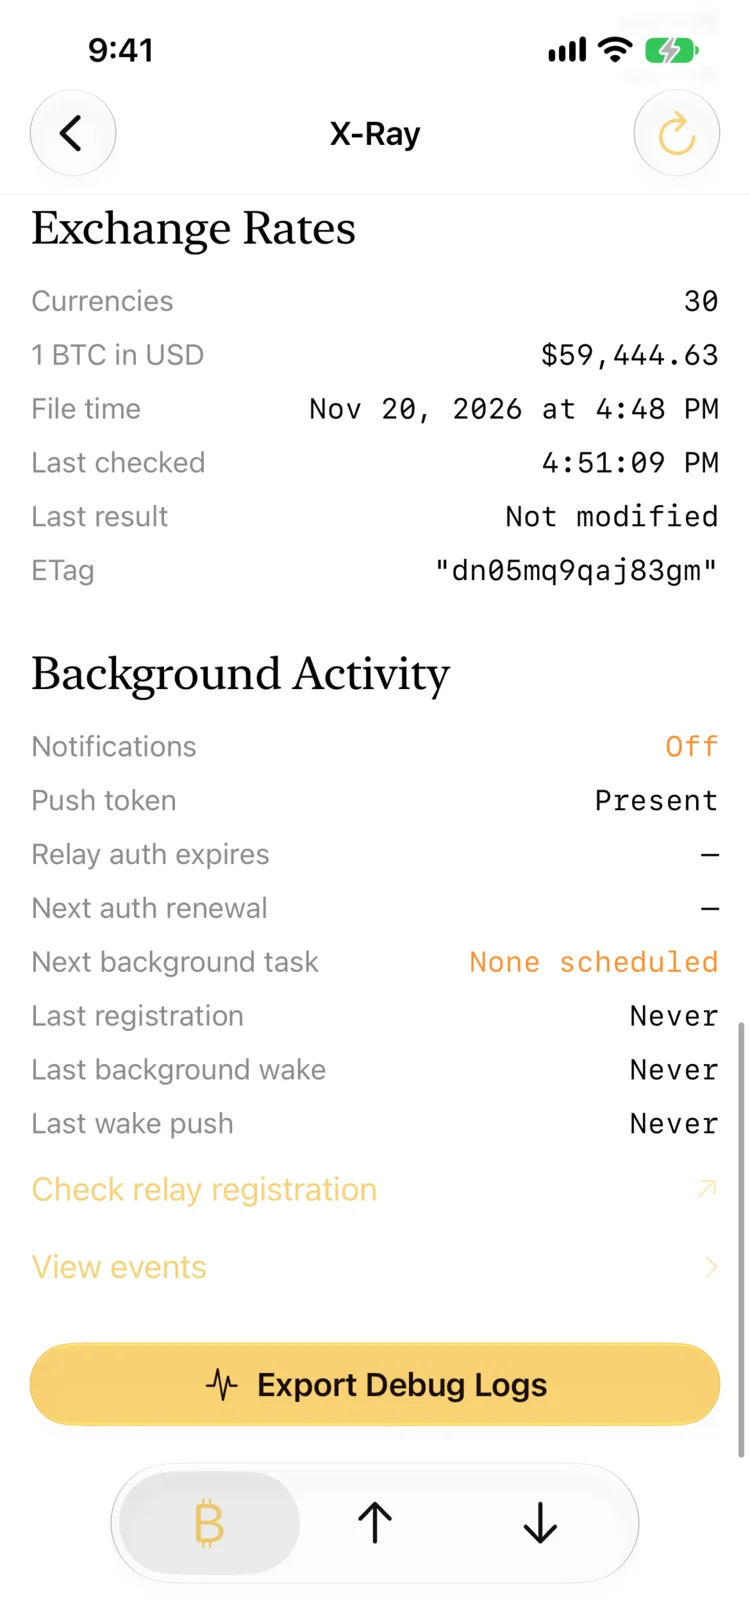 9:41
X-Ray
Exchange Rates
Currencies 30
1 BTC in USD $59,444.63
File time Nov 20, 2026 at 4:48 PM
Last checked 4:51:09 PM
Last result Not modified
ETag "dn05mq9qaj83gm"
Background Activity
Notifications Off
Push token Present
Relay auth expires –
Next auth renewal –
Next background task None scheduled
Last registration Never
Last background wake Never
Last wake push Never
Check relay registration
View events
Export Debug Logs